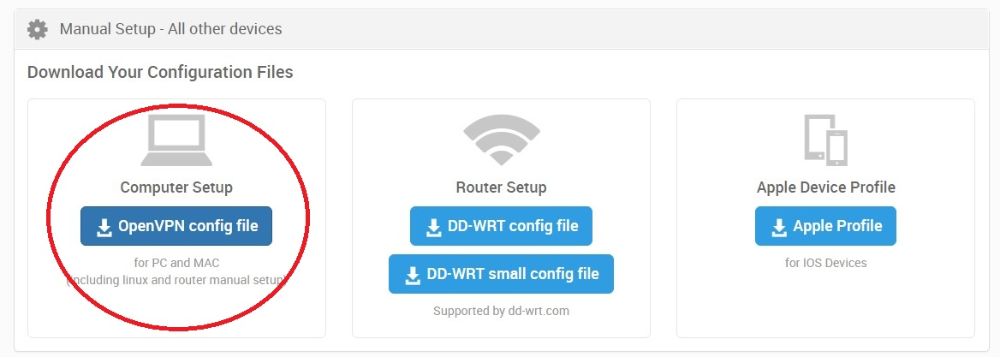 Manual Setup - All other devices
Download Your Configuration Files
Computer Setup
OpenVPN config file
for PC and MAC
(including linux and router manual setup)
Router Setup
DD-WRT config file
DD-WRT small config file
Supported by dd-wrt.com
Apple Device Profile
Apple Profile
for IOS Devices